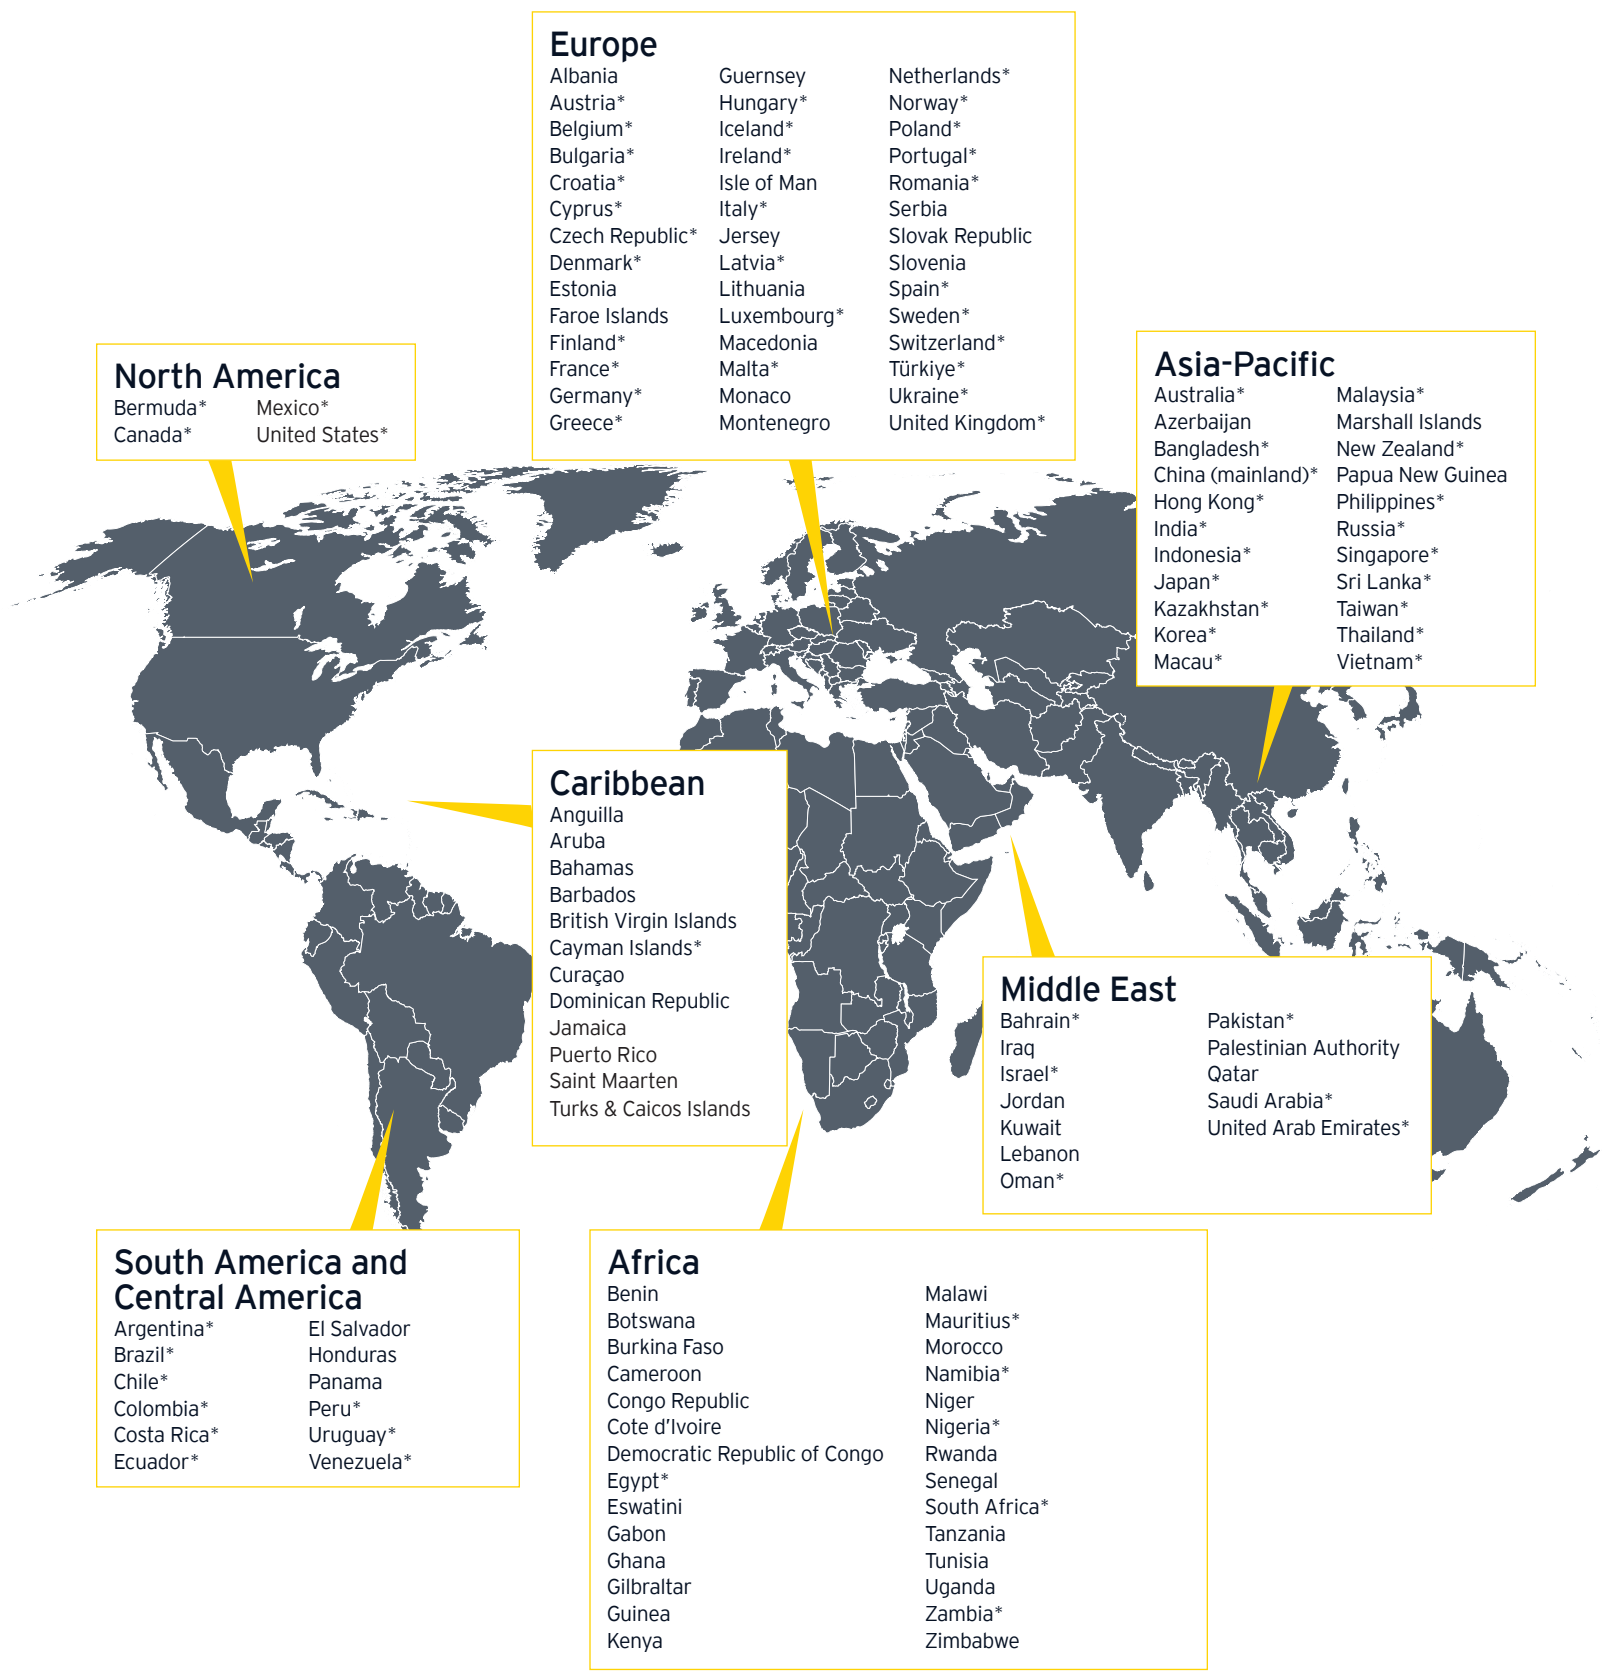 Europe
Albania
Austria*
Belgium*
Bulgaria*
Croatia*
Cyprus*
Czech Republic*
Denmark*
Estonia
Faroe Islands
Finland*
France*
Germany*
Greece*
Guernsey
Hungary*
Iceland*
Ireland*
Isle of Man
Italy*
Jersey
Latvia*
Lithuania
Luxembourg*
Macedonia
Malta*
Monaco
Montenegro
Netherlands*
Norway*
Poland*
Portugal*
Romania*
Serbia
Slovak Republic
Slovenia
Spain*
Sweden*
Switzerland*
Türkiye*
Ukraine*
United Kingdom*
North America
Bermuda*
Canada*
Mexico*
United States*
Asia-Pacific
Australia*
Azerbaijan
Bangladesh*
China (mainland)*
Hong Kong*
India*
Indonesia*
Japan*
Kazakhstan*
Korea*
Macau*
Malaysia*
Marshall Islands
New Zealand*
Papua New Guinea
Philippines*
Russia*
Singapore*
Sri Lanka*
Taiwan*
Thailand*
Vietnam*
Caribbean
Anguilla
Aruba
Bahamas
Barbados
British Virgin Islands
Cayman Islands*
Curaçao
Dominican Republic
Jamaica
Puerto Rico
Saint Maarten
Turks & Caicos Islands
Middle East
Bahrain*
Iraq
Israel*
Jordan
Kuwait
Lebanon
Oman*
Pakistan*
Palestinian Authority
Qatar
Saudi Arabia*
United Arab Emirates*
South America and
Central America
Argentina*
Brazil*
Chile*
Colombia*
Costa Rica*
Ecuador*
El Salvador
Honduras
Panama
Peru*
Uruguay*
Venezuela*
Africa
Benin
Botswana
Burkina Faso
Cameroon
Congo Republic
Cote d’Ivoire
Democratic Republic of Congo
Egypt*
Eswatini
Gabon
Ghana
Gilbraltar
Guinea
Kenya
Malawi
Mauritius*
Morocco
Namibia*
Niger
Nigeria*
Rwanda
Senegal
South Africa*
Tanzania
Tunisia
Uganda
Zambia*
Zimbabwe